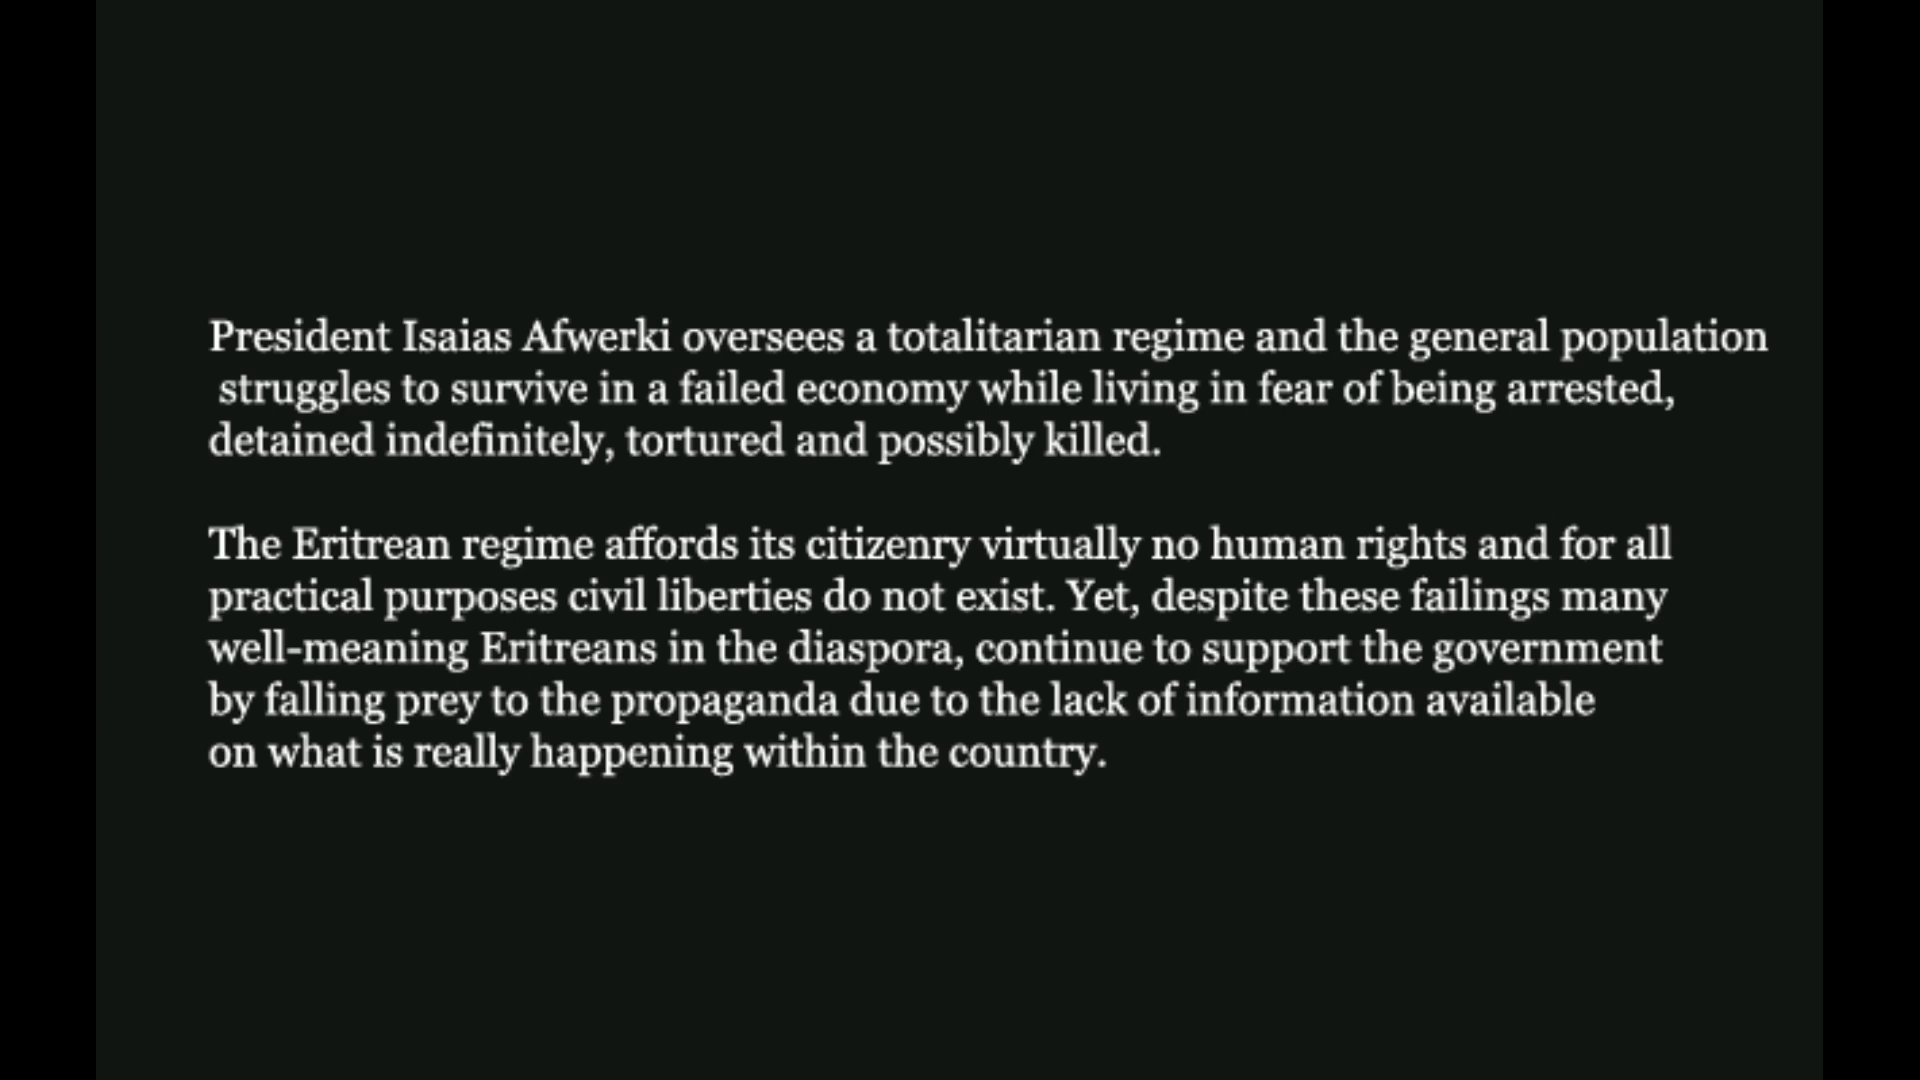 President Isaias Afwerki oversees a totalitarian regime and the general population
struggles to survive in a failed economy while living in fear of being arrested,
detained indefinitely, tortured and possibly killed.
The Eritrean regime affords its citizenry virtually no human rights and for all
practical purposes civil liberties do not exist. Yet, despite these failings many
well-meaning Eritreans in the diaspora, continue to support the government
by falling prey to the propaganda due to the lack of information available
on what is really happening within the country.